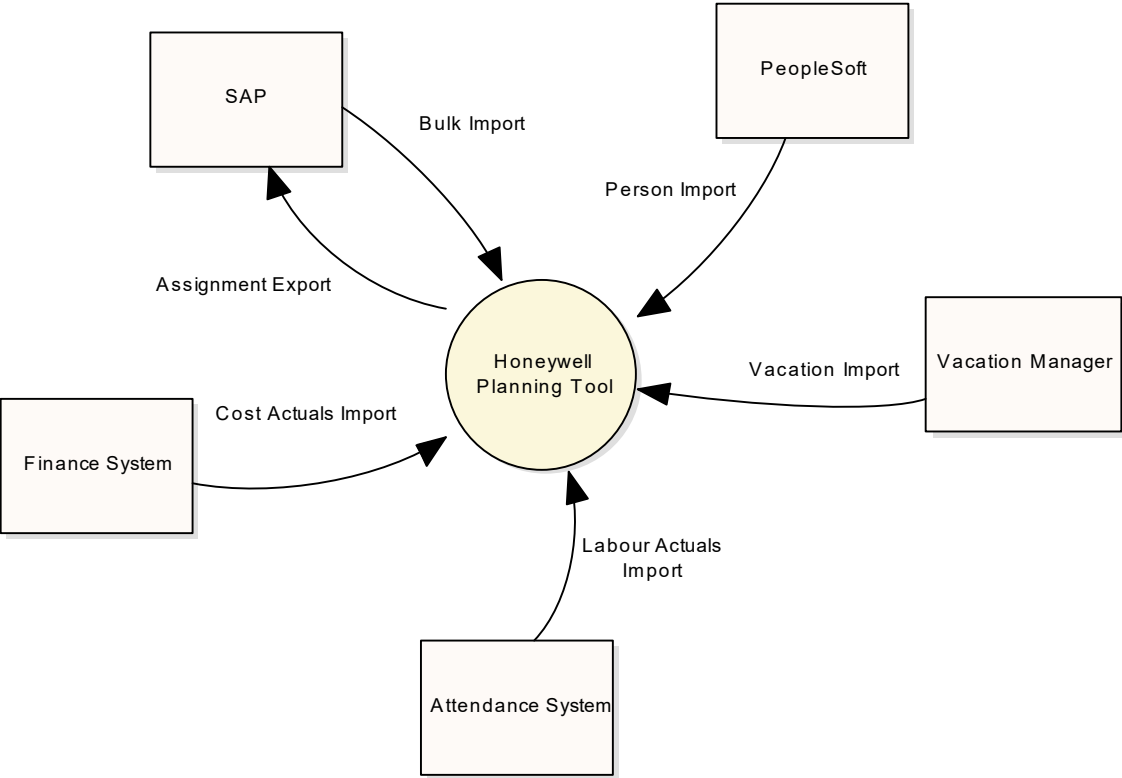 PeopleSoft
SAP
Bulk Import
Person Import
Assignment Export
Honeywell
Planning Tool
Vacation Import
Vacation Manager
Cost Actuals Import
Finance System
Labour Actuals
Import
Attendance System